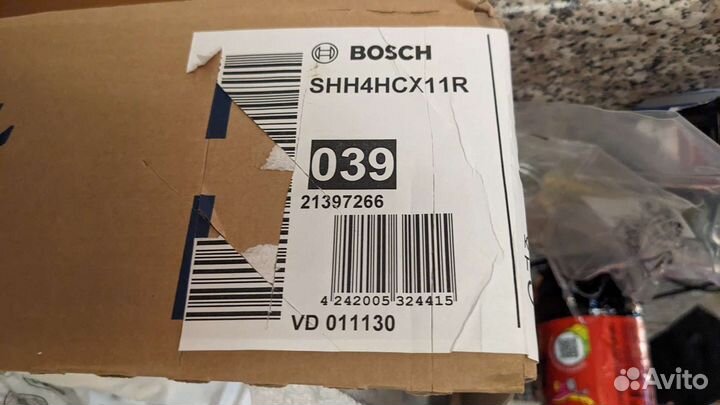 BOSCH
SHH4HCX11R
039
21397266
4 242005 324415
VD 011130
Avito